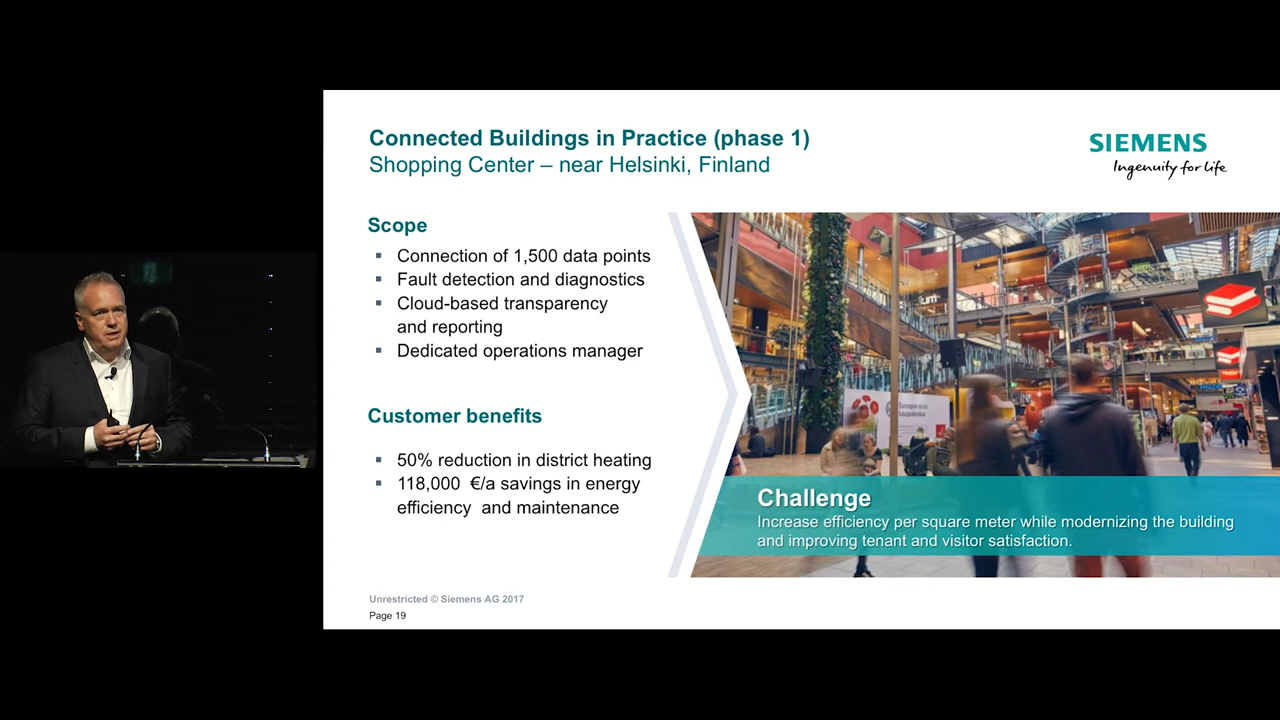 Connected Buildings in Practice (phase 1)
Shopping Center – near Helsinki, Finland
SIEMENS
Ingenuity for life
Scope
▪ Connection of 1,500 data points
▪ Fault detection and diagnostics
▪ Cloud-based transparency
and reporting
▪ Dedicated operations manager
Customer benefits
▪ 50% reduction in district heating
▪ 118,000 €/a savings in energy
efficiency and maintenance
Challenge
Increase efficiency per square meter while modernizing the building
and improving tenant and visitor satisfaction.
Unrestricted © Siemens AG 2017
Page 19